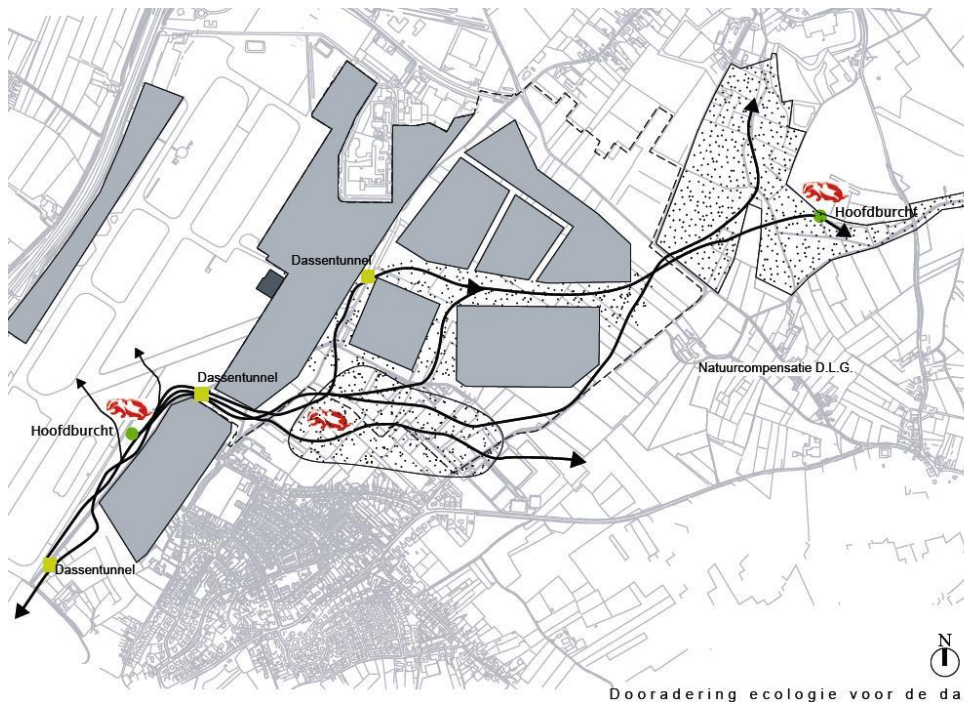 Hoofdburcht
Dassentunnel
Natuurcompensatie D.L.G.
Dassentunnel
Hoofdburcht
Dassentunnel
N
Dooradering ecologie voor de da